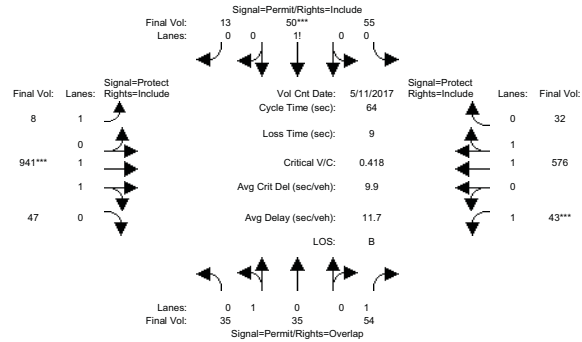 Signal=Permit/Rights=Include
Final Vol: 13 50*** 55
Lanes: 0 0 1! 0 0
Signal=Protect
Final Vol: Lanes: Rights=Include
Vol Cnt Date: 5/11/2017
Signal=Protect
Rights=Include Lanes: Final Vol:
Cycle Time (sec): 64
8 1
0 32
Loss Time (sec): 9
0
1
941*** 1
Critical V/C: 0.418
1 576
1
Avg Crit Del (sec/veh): 9.9
0
47 0
Avg Delay (sec/veh): 11.7
1 43***
LOS: B
Lanes: 0 1 0 0 1
Final Vol: 35 35 54
Signal=Permit/Rights=Overlap